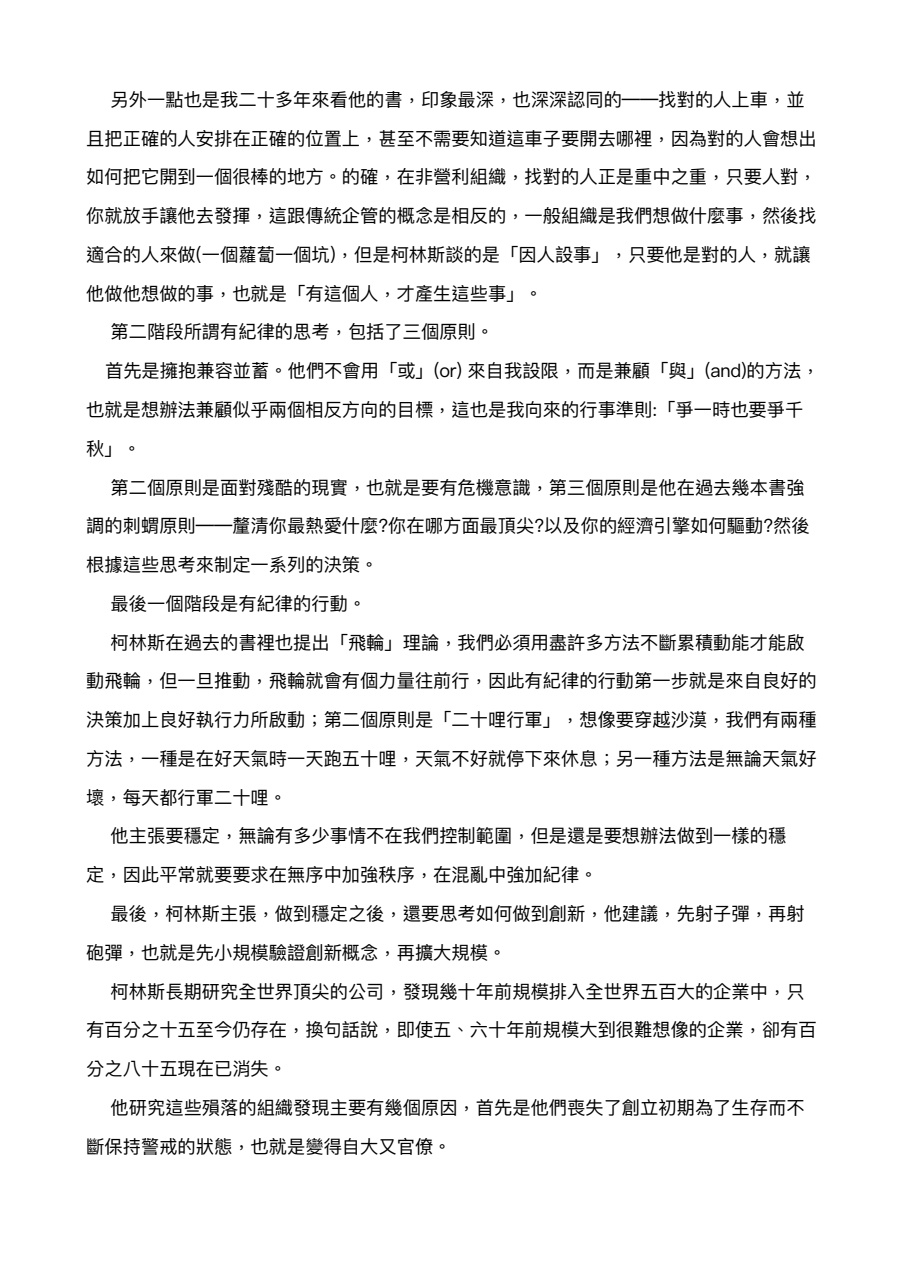 另外一點也是我二十多年來看他的書，印象最深，也深深認同的——找對的人上車，並
且把正確的人安排在正確的位置上，甚至不需要知道這車子要開去哪裡，因為對的人會想出
如何把它開到一個很棒的地方。的確，在非營利組織，找對的人正是重中之重，只要人對，
你就放手讓他去發揮，這跟傳統企管的概念是相反的，一般組織是我們想做什麼事，然後找
適合的人來做(一個蘿蔔一個坑)，但是柯林斯談的是「因人設事」，只要他是對的人，就讓
他做他想做的事，也就是「有這個人，才產生這些事」。
第二階段所謂有紀律的思考，包括了三個原則。
首先是擁抱兼容並蓄。他們不會用「或」(or) 來自我設限，而是兼顧「與」(and)的方法，
也就是想辦法兼顧似乎兩個相反方向的目標，這也是我向來的行事準則:「爭一時也要爭千
秋」。
第二個原則是面對殘酷的現實，也就是要有危機意識，第三個原則是他在過去幾本書強
調的刺蝟原則——釐清你最熱愛什麼?你在哪方面最頂尖?以及你的經濟引擎如何驅動?然後
根據這些思考來制定一系列的決策。
最後一個階段是有紀律的行動。
柯林斯在過去的書裡也提出「飛輪」理論，我們必須用盡許多方法不斷累積動能才能啟
動飛輪，但一旦推動，飛輪就會有個力量往前行，因此有紀律的行動第一步就是來自良好的
決策加上良好執行力所啟動；第二個原則是「二十哩行軍」，想像要穿越沙漠，我們有兩種
方法，一種是在好天氣時一天跑五十哩，天氣不好就停下來休息；另一種方法是無論天氣好
壞，每天都行軍二十哩。
他主張要穩定，無論有多少事情不在我們控制範圍，但是還是要想辦法做到一樣的穩
定，因此平常就要要求在無序中加強秩序，在混亂中強加紀律。
最後，柯林斯主張，做到穩定之後，還要思考如何做到創新，他建議，先射子彈，再射
砲彈，也就是先小規模驗證創新概念，再擴大規模。
柯林斯長期研究全世界頂尖的公司，發現幾十年前規模排入全世界五百大的企業中，只
有百分之十五至今仍存在，換句話說，即使五、六十年前規模大到很難想像的企業，卻有百
分之八十五現在已消失。
他研究這些殞落的組織發現主要有幾個原因，首先是他們喪失了創立初期為了生存而不
斷保持警戒的狀態，也就是變得自大又官僚。